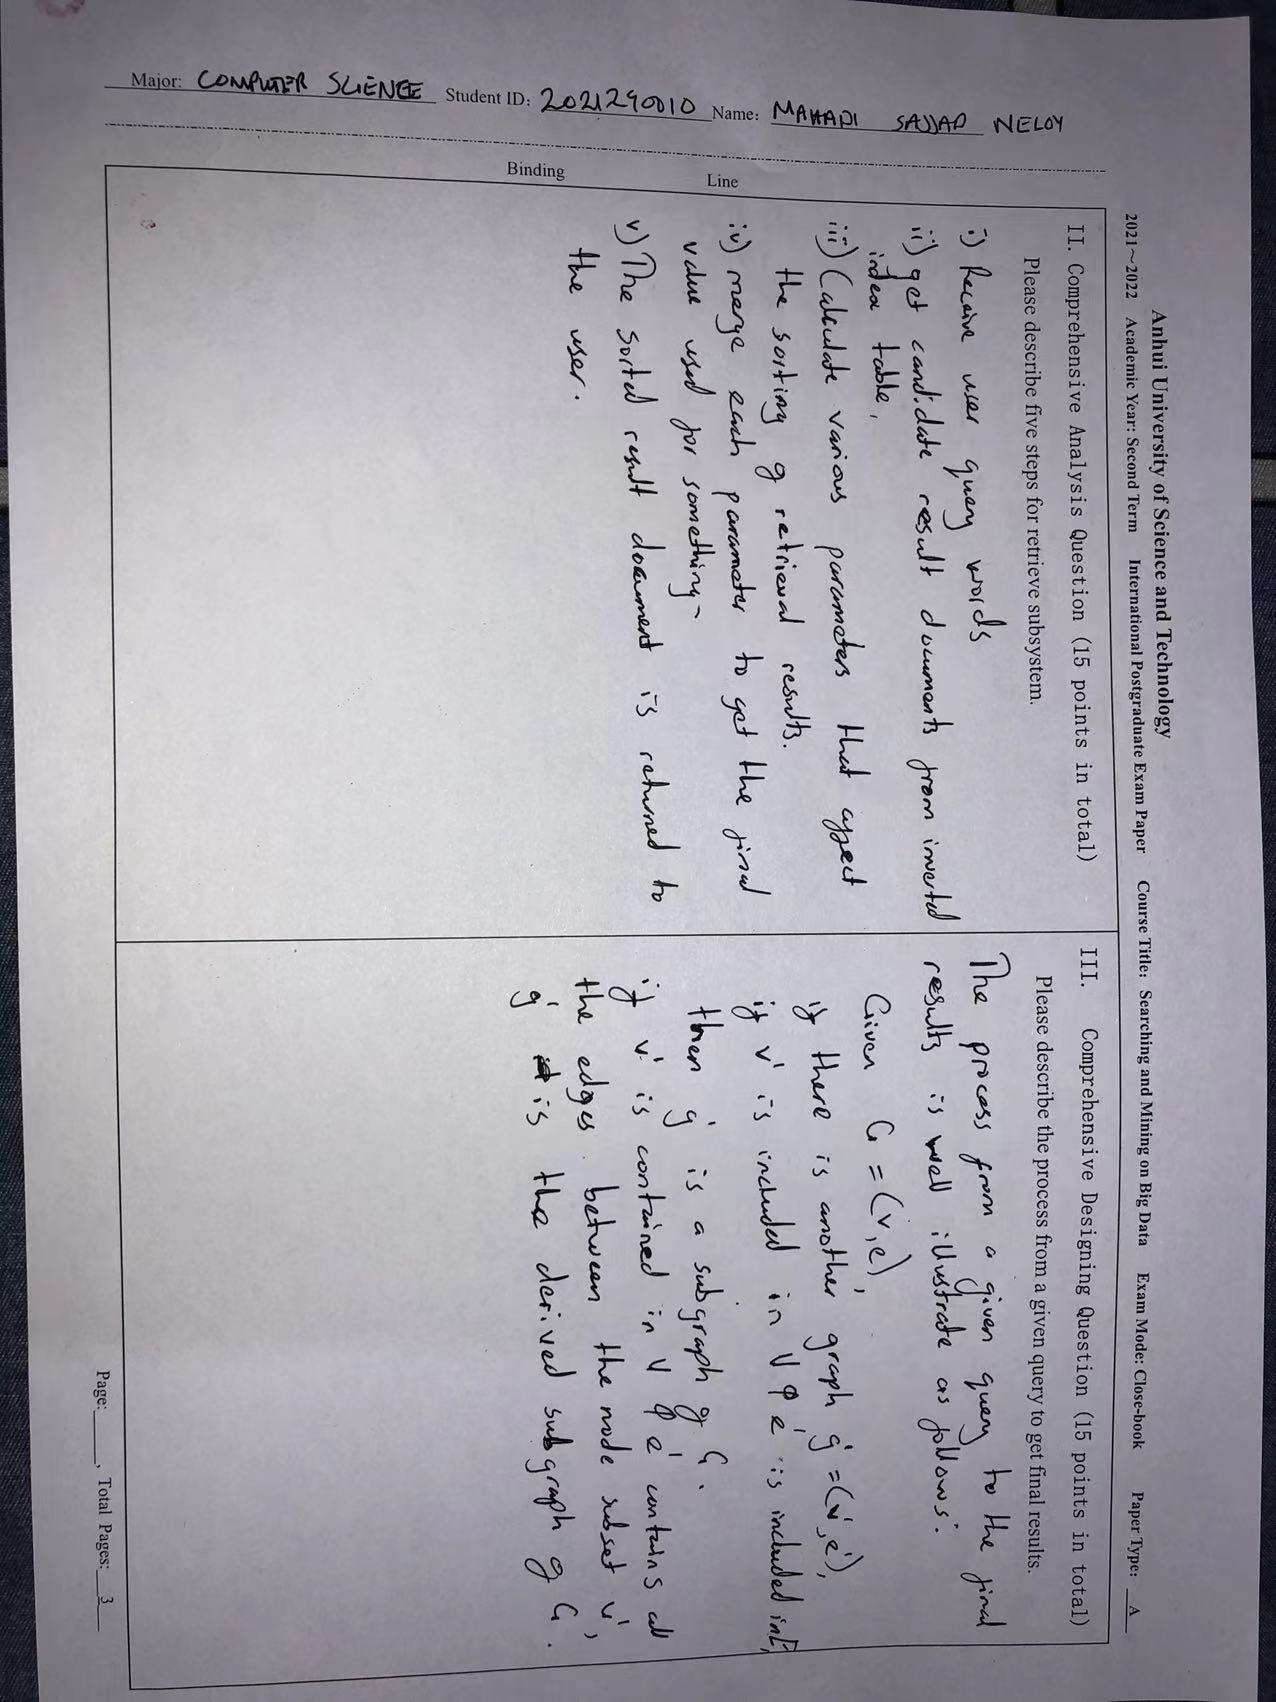 Major: COMPUTER SCIENCE Student ID: 2021290010 Name: MAHADI SAJJAD NELOY
Binding Line
Anhui University of Science and Technology
2021~2022 Academic Year: Second Term International Postgraduate Exam Paper Course Title: Searching and Mining on Big Data Exam Mode: Close-book Paper Type: A
II. Comprehensive Analysis Question (15 points in total)
Please describe five steps for retrieve subsystem.
i) Receive user query words
ii) get candidate result documents from inverted
index table,
iii) Calculate various parameters that affect
the sorting of retrieval results.
iv) merge each parameter to get the final
value used for something-
v) The sorted result document is returned to
the user.
III. Comprehensive Designing Question (15 points in total)
Please describe the process from a given query to get final results.
The process from a given query to the final
results is well illustrate as follows:
Given G = (v,e),
if there is another graph g' = (v',e'),
if v' is included in V & e' is included in E,
then g' is a subgraph of G.
if v' is contained in V & e' contains all
the edges between the node subset v',
g' is the derived subgraph of G.
Page: , Total Pages: 3